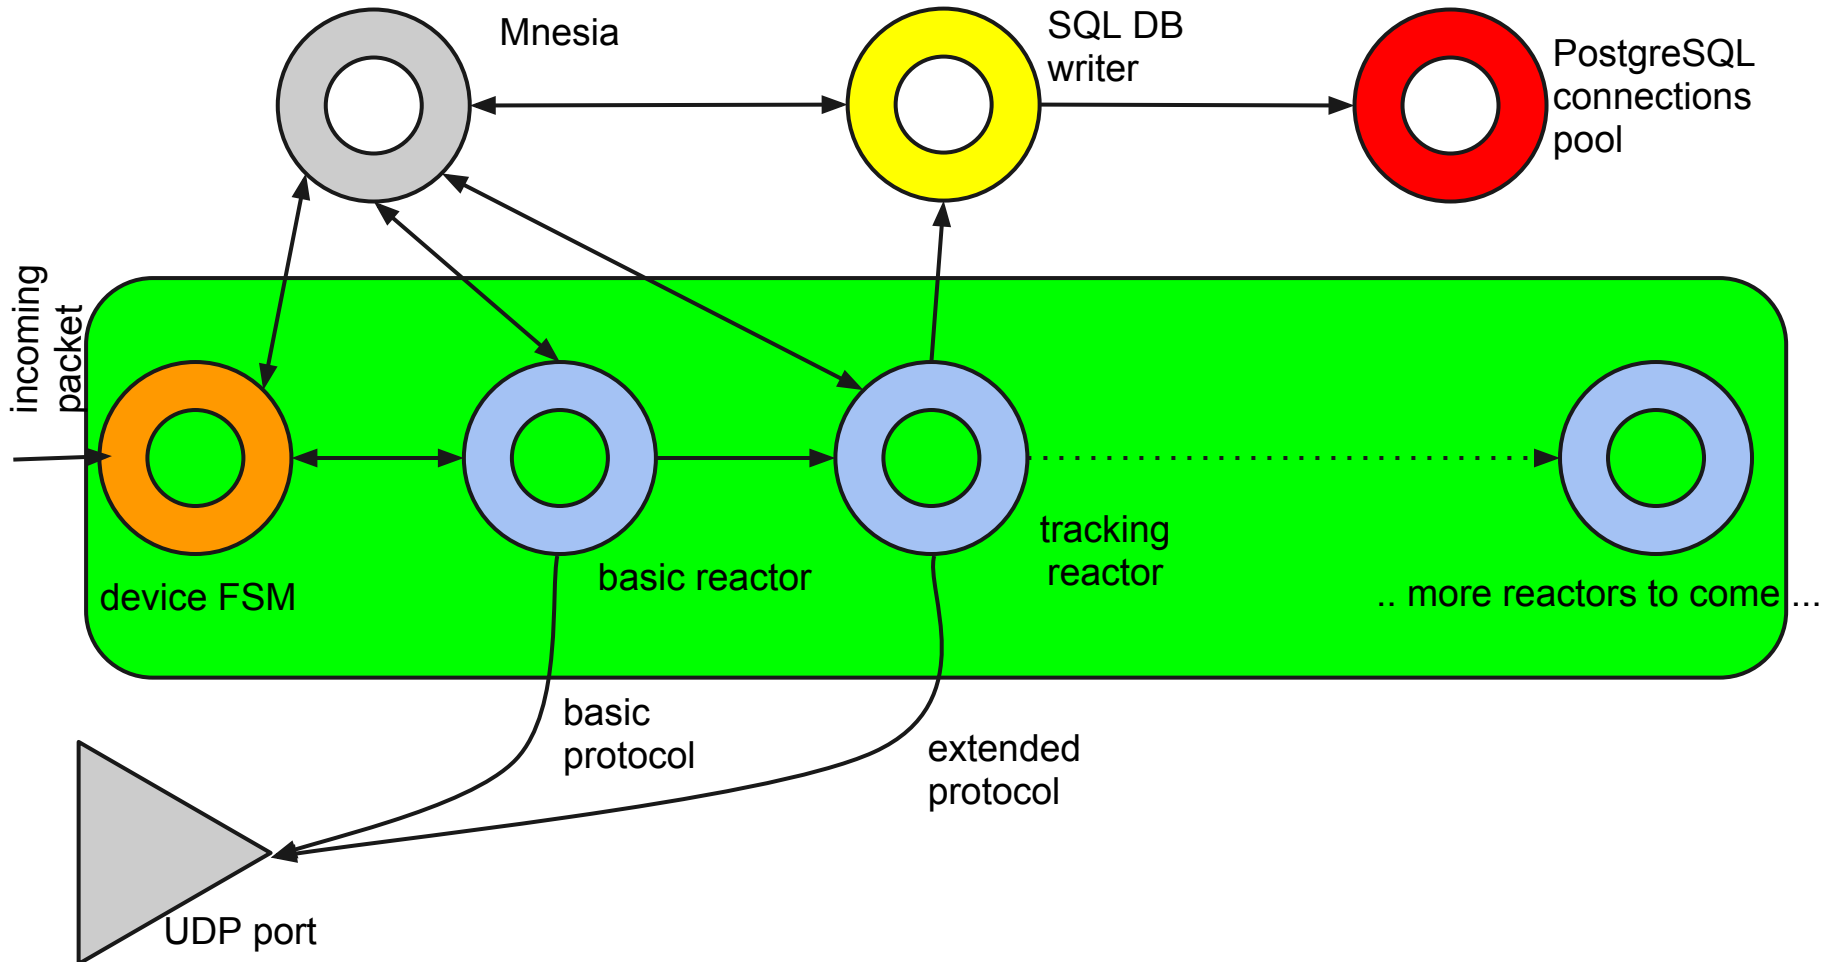 Mnesia
SQL DB
writer
PostgreSQL
connections
pool
incoming
packet
device FSM
basic reactor
tracking
reactor
.. more reactors to come ...
basic
protocol
extended
protocol
UDP port